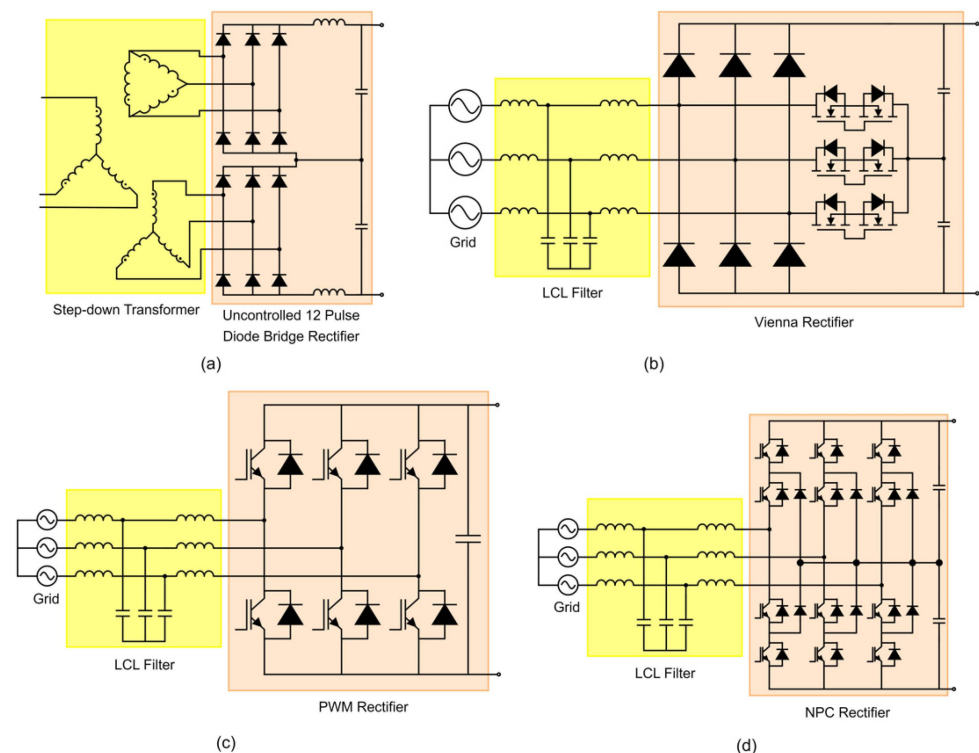 Step-down Transformer
Uncontrolled 12 Pulse
Diode Bridge Rectifier
(a)
Grid
LCL Filter
Vienna Rectifier
(b)
Grid
LCL Filter
PWM Rectifier
(c)
Grid
LCL Filter
NPC Rectifier
(d)